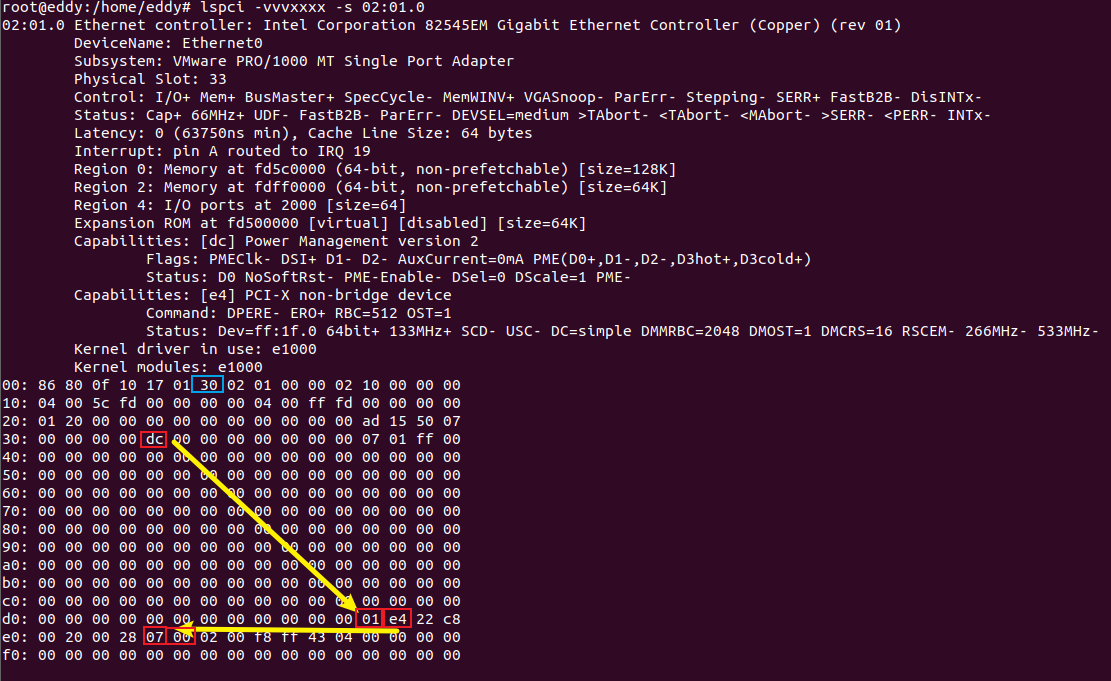 root@eddy:/home/eddy# lspci -vvvxxxx -s 02:01.0
02:01.0 Ethernet controller: Intel Corporation 82545EM Gigabit Ethernet Controller (Copper) (rev 01)
DeviceName: Ethernet0
Subsystem: VMware PRO/1000 MT Single Port Adapter
Physical Slot: 33
Control: I/O+ Mem+ BusMaster+ SpecCycle- MemWINV+ VGASnoop- ParErr- Stepping- SERR+ FastB2B- DisINTx-
Status: Cap+ 66MHz+ UDF- FastB2B- ParErr- DEVSEL=medium >TAbort- <TAbort- <MAbort- >SERR- <PERR- INTx-
Latency: 0 (63750ns min), Cache Line Size: 64 bytes
Interrupt: pin A routed to IRQ 19
Region 0: Memory at fd5c0000 (64-bit, non-prefetchable) [size=128K]
Region 2: Memory at fdff0000 (64-bit, non-prefetchable) [size=64K]
Region 4: I/O ports at 2000 [size=64]
Expansion ROM at fd500000 [virtual] [disabled] [size=64K]
Capabilities: [dc] Power Management version 2
Flags: PMEClk- DSI+ D1- D2- AuxCurrent=0mA PME(D0+,D1-,D2-,D3hot+,D3cold+)
Status: D0 NoSoftRst- PME-Enable- DSel=0 DScale=1 PME-
Capabilities: [e4] PCI-X non-bridge device
Command: DPERE- ERO+ RBC=512 OST=1
Status: Dev=ff:1f.0 64bit+ 133MHz+ SCD- USC- DC=simple DMMRBC=2048 DMOST=1 DMCRS=16 RSCEM- 266MHz- 533MHz-
Kernel driver in use: e1000
Kernel modules: e1000
00: 86 80 0f 10 17 01 30 02 01 00 00 02 10 00 00 00
10: 04 00 5c fd 00 00 00 00 04 00 ff fd 00 00 00 00
20: 01 20 00 00 00 00 00 00 00 00 00 00 ad 15 50 07
30: 00 00 00 00 dc 00 00 00 00 00 00 00 07 01 ff 00
40: 00 00 00 00 00 00 00 00 00 00 00 00 00 00 00 00
50: 00 00 00 00 00 00 00 00 00 00 00 00 00 00 00 00
60: 00 00 00 00 00 00 00 00 00 00 00 00 00 00 00 00
70: 00 00 00 00 00 00 00 00 00 00 00 00 00 00 00 00
80: 00 00 00 00 00 00 00 00 00 00 00 00 00 00 00 00
90: 00 00 00 00 00 00 00 00 00 00 00 00 00 00 00 00
a0: 00 00 00 00 00 00 00 00 00 00 00 00 00 00 00 00
b0: 00 00 00 00 00 00 00 00 00 00 00 00 00 00 00 00
c0: 00 00 00 00 00 00 00 00 00 00 00 00 00 00 00 00
d0: 00 00 00 00 00 00 00 00 00 00 00 00 01 e4 22 c8
e0: 00 20 00 28 07 00 02 00 f8 ff 43 04 00 00 00 00
f0: 00 00 00 00 00 00 00 00 00 00 00 00 00 00 00 00